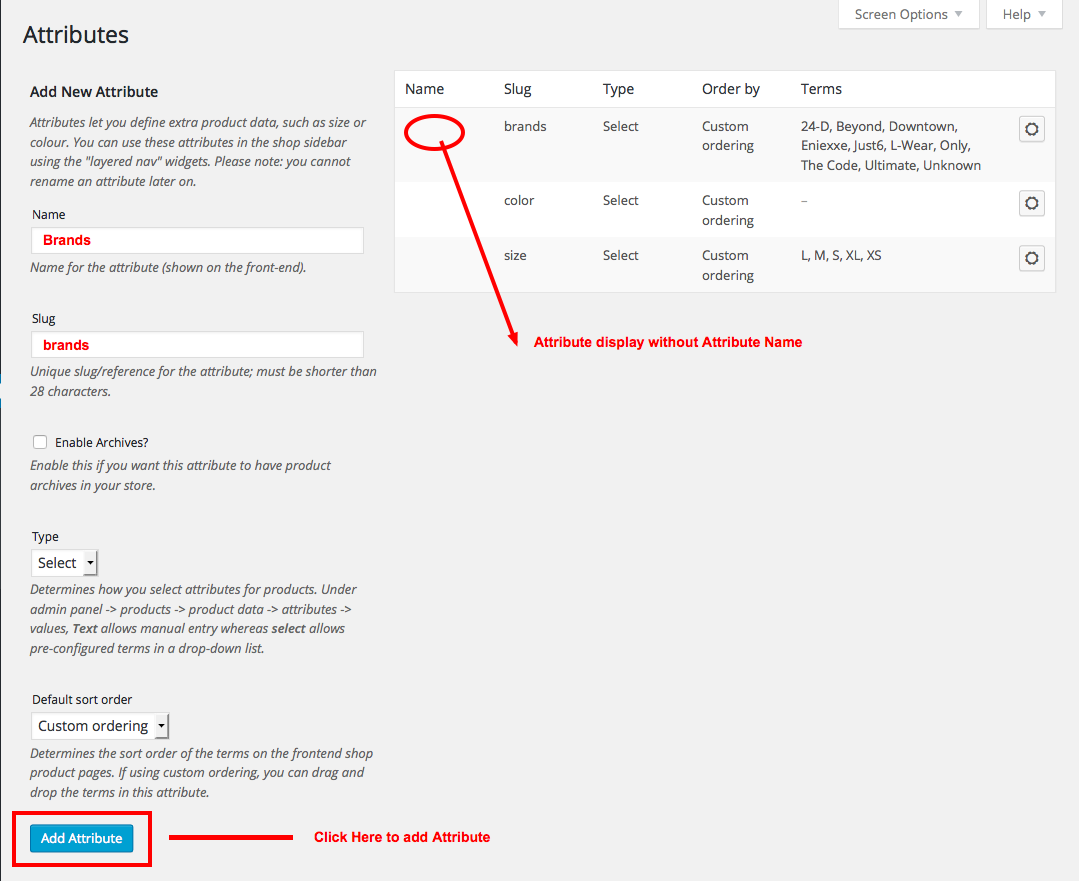 Screen Options
Help
Attributes
Add New Attribute
Attributes let you define extra product data, such as size or
colour. You can use these attributes in the shop sidebar
using the "layered nav" widgets. Please note: you cannot
rename an attribute later on.
Name
Brands
Name for the attribute (shown on the front-end).
Slug
brands
Unique slug/reference for the attribute; must be shorter than
28 characters.
Enable Archives?
Enable this if you want this attribute to have product
archives in your store.
Type
Select
Determines how you select attributes for products. Under
admin panel -> products -> product data -> attributes ->
values, Text allows manual entry whereas select allows
pre-configured terms in a drop-down list.
Default sort order
Custom ordering
Determines the sort order of the terms on the frontend shop
product pages. If using custom ordering, you can drag and
drop the terms in this attribute.
Add Attribute
Click Here to add Attribute
Name Slug Type Order by Terms
brands Select Custom 24-D, Beyond, Downtown,
ordering Eniexxe, Just6, L-Wear, Only,
The Code, Ultimate, Unknown
color Select Custom –
ordering
size Select Custom L, M, S, XL, XS
ordering
Attribute display without Attribute Name